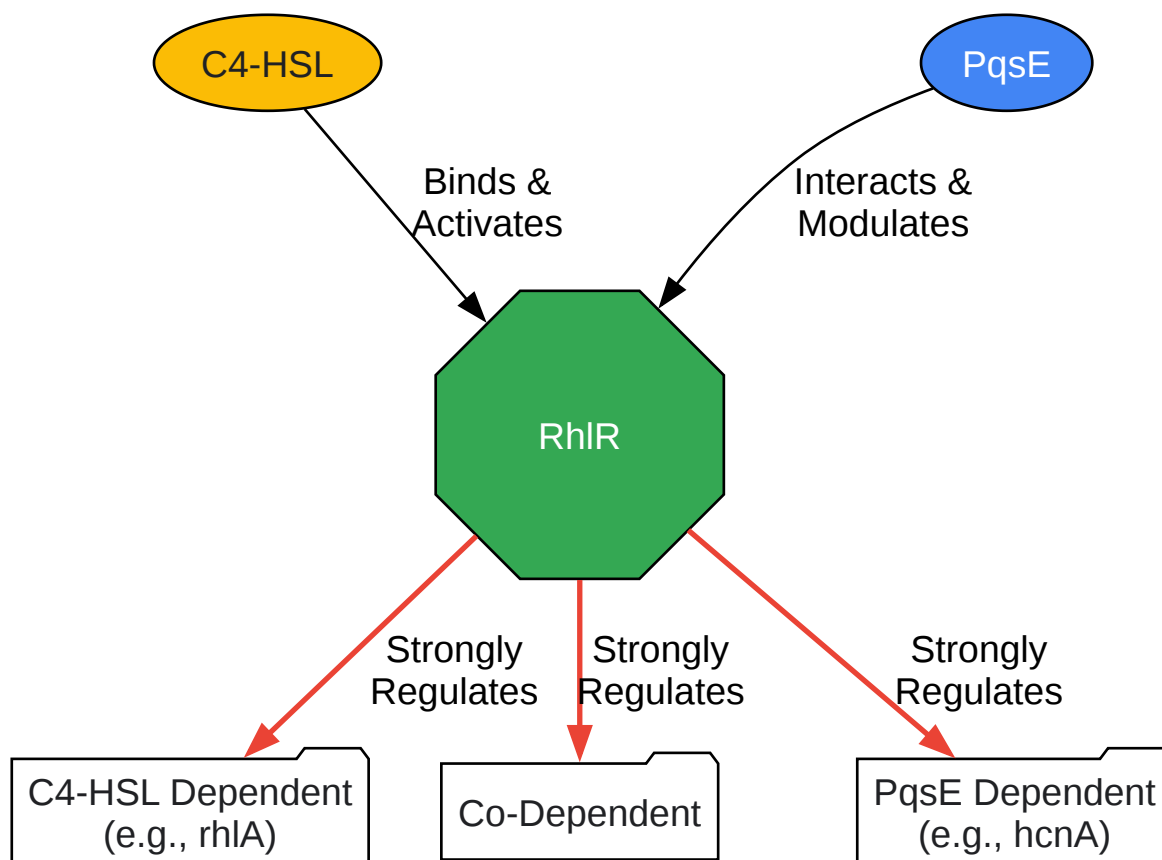 C4-HSL
PqsE
Binds &
Activates
Interacts &
Modulates
RhlR
Strongly
Regulates
Strongly
Regulates
Strongly
Regulates
C4-HSL Dependent
(e.g., rhlA)
Co-Dependent
PqsE Dependent
(e.g., hcnA)